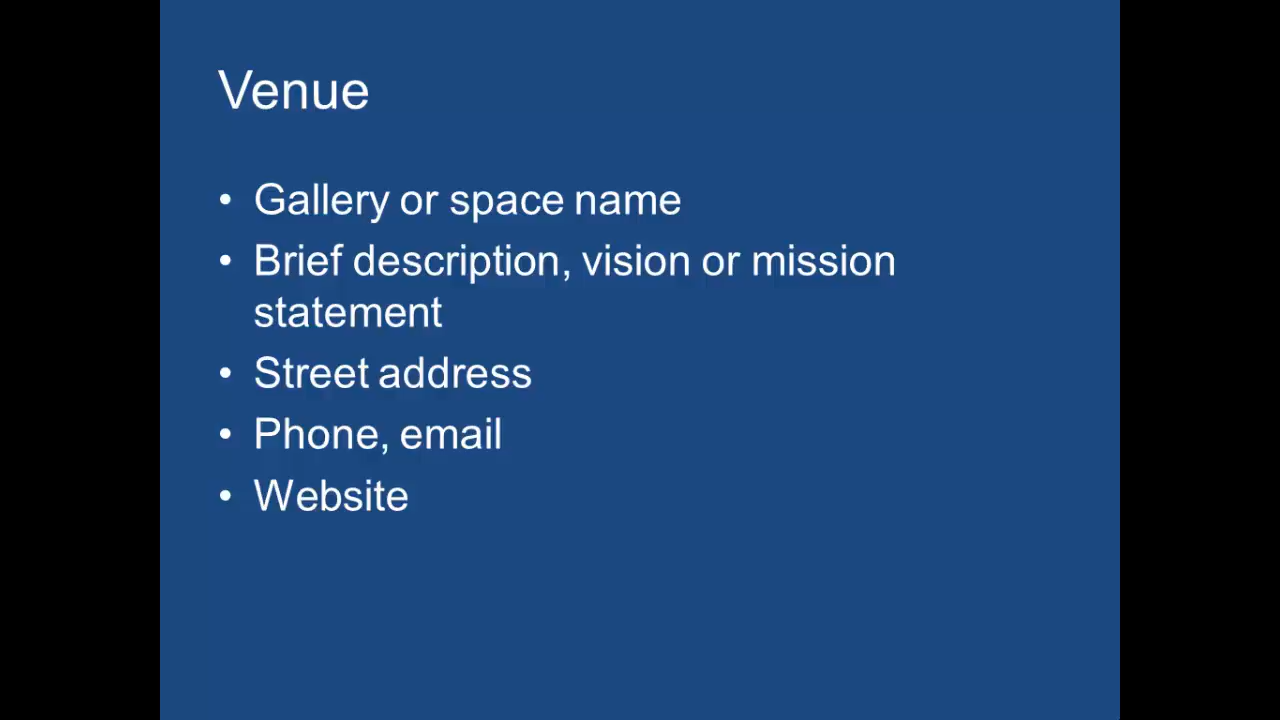 Venue
• Gallery or space name
• Brief description, vision or mission
statement
• Street address
• Phone, email
• Website